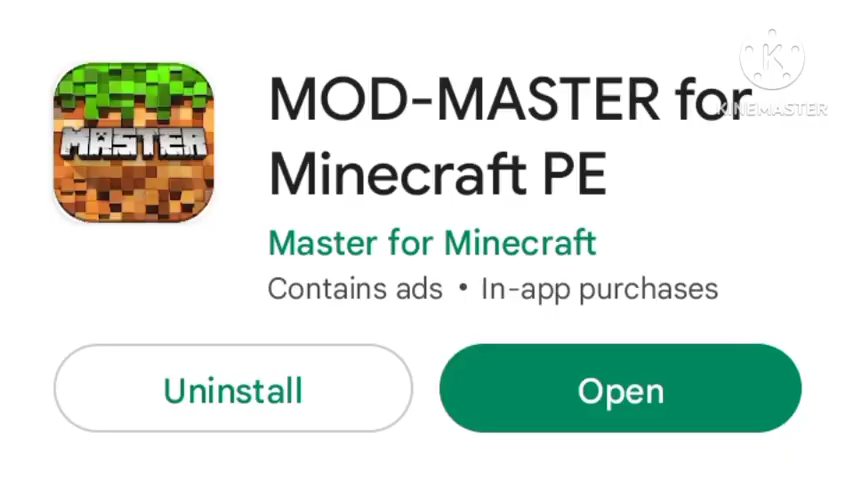 MOD-MASTER for
Minecraft PE
MASTER
Master for Minecraft
Contains ads • In-app purchases
Uninstall
Open
K
KINEMASTER